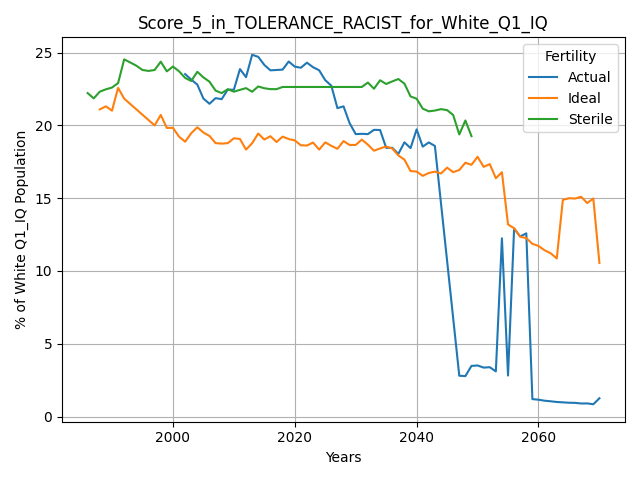 Score_5_in_TOLERANCE_RACIST_for_White_Q1_IQ
% of White Q1_IQ Population
25
20
15
10
5
0
Fertility
Actual
Ideal
Sterile
2000
2020
2040
2060
Years